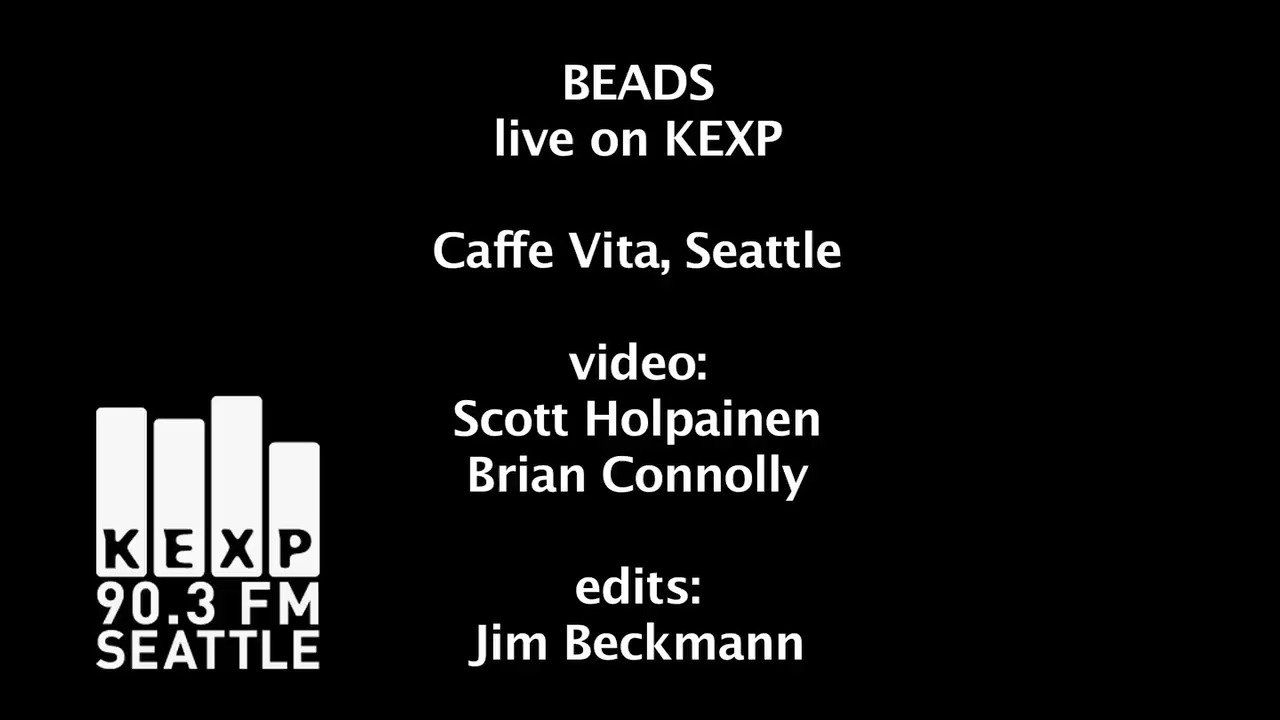 BEADS
live on KEXP
Caffe Vita, Seattle
video:
Scott Holpainen
Brian Connolly
edits:
Jim Beckmann
KEXP
90.3 FM
SEATTLE